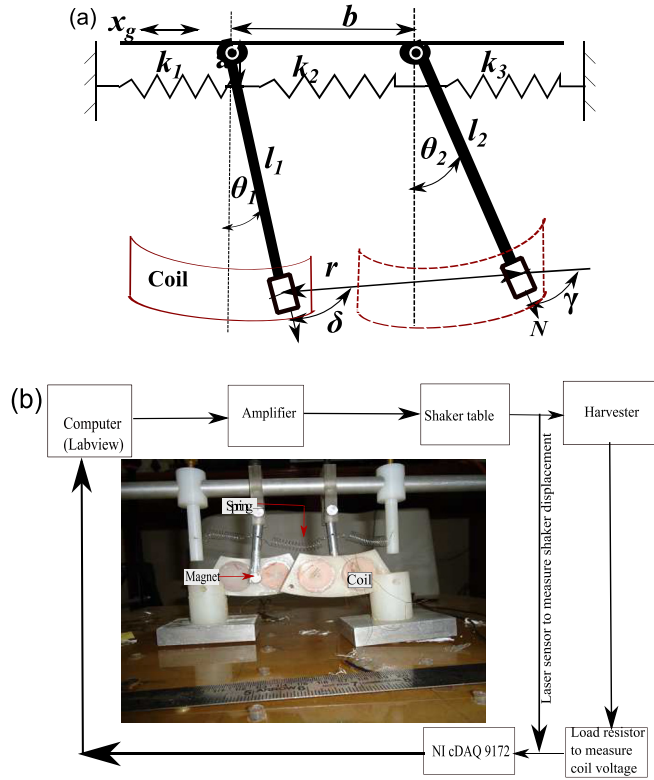 (a)
x_g
b
k_1
k_2
k_3
a
l_1
l_2
θ_1
θ_2
Coil
r
δ
γ
N
(b)
Computer
(Labview)
Amplifier
Shaker table
Harvester
Spring
Magnet
Coil
Laser sensor to measure shaker displacement
NI cDAQ 9172
Load resistor
to measure
coil voltage